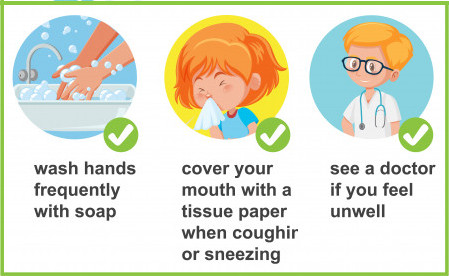 wash hands
frequently
with soap
cover your
mouth with a
tissue paper
when coughir
or sneezing
see a doctor
if you feel
unwell